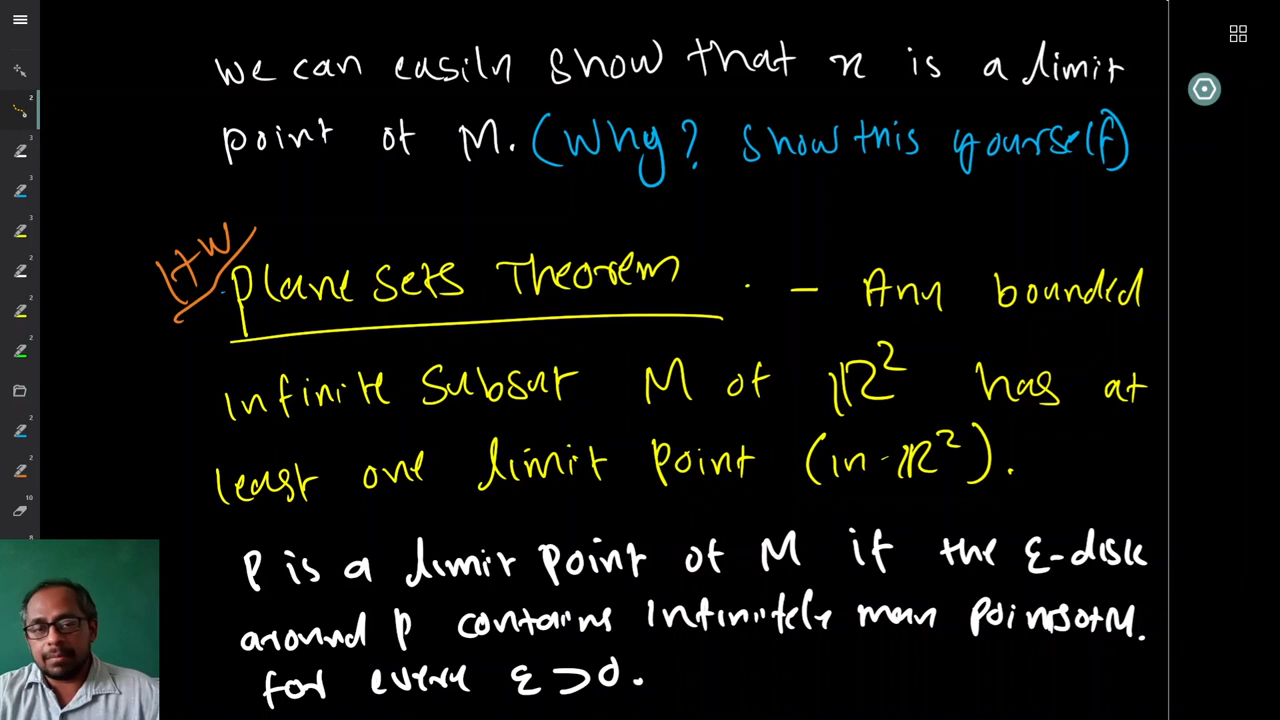 we can easily show that x is a limit
point of M. (Why? show this yourself)
HW
Plane sets Theorem. - Any bounded
infinite subset M of ℝ² has at
least one limit point (in ℝ²).
P is a limit point of M if the ε-disk
around P contains infinitely many points of M.
for every ε>0.